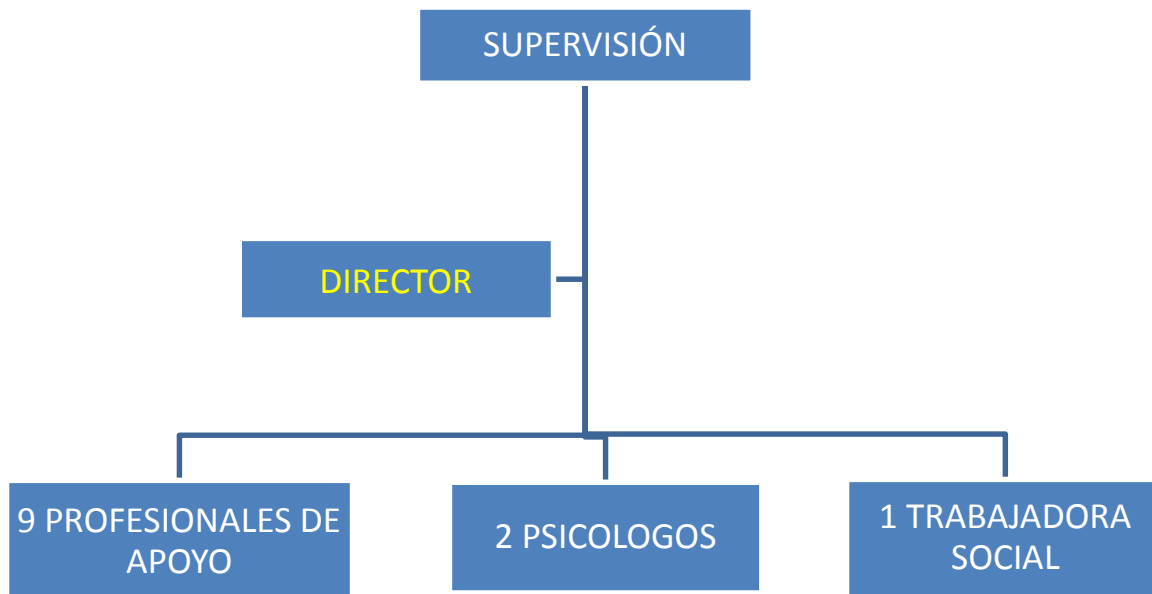 SUPERVISIÓN
DIRECTOR
9 PROFESIONALES DE
APOYO
2 PSICOLOGOS
1 TRABAJADORA
SOCIAL